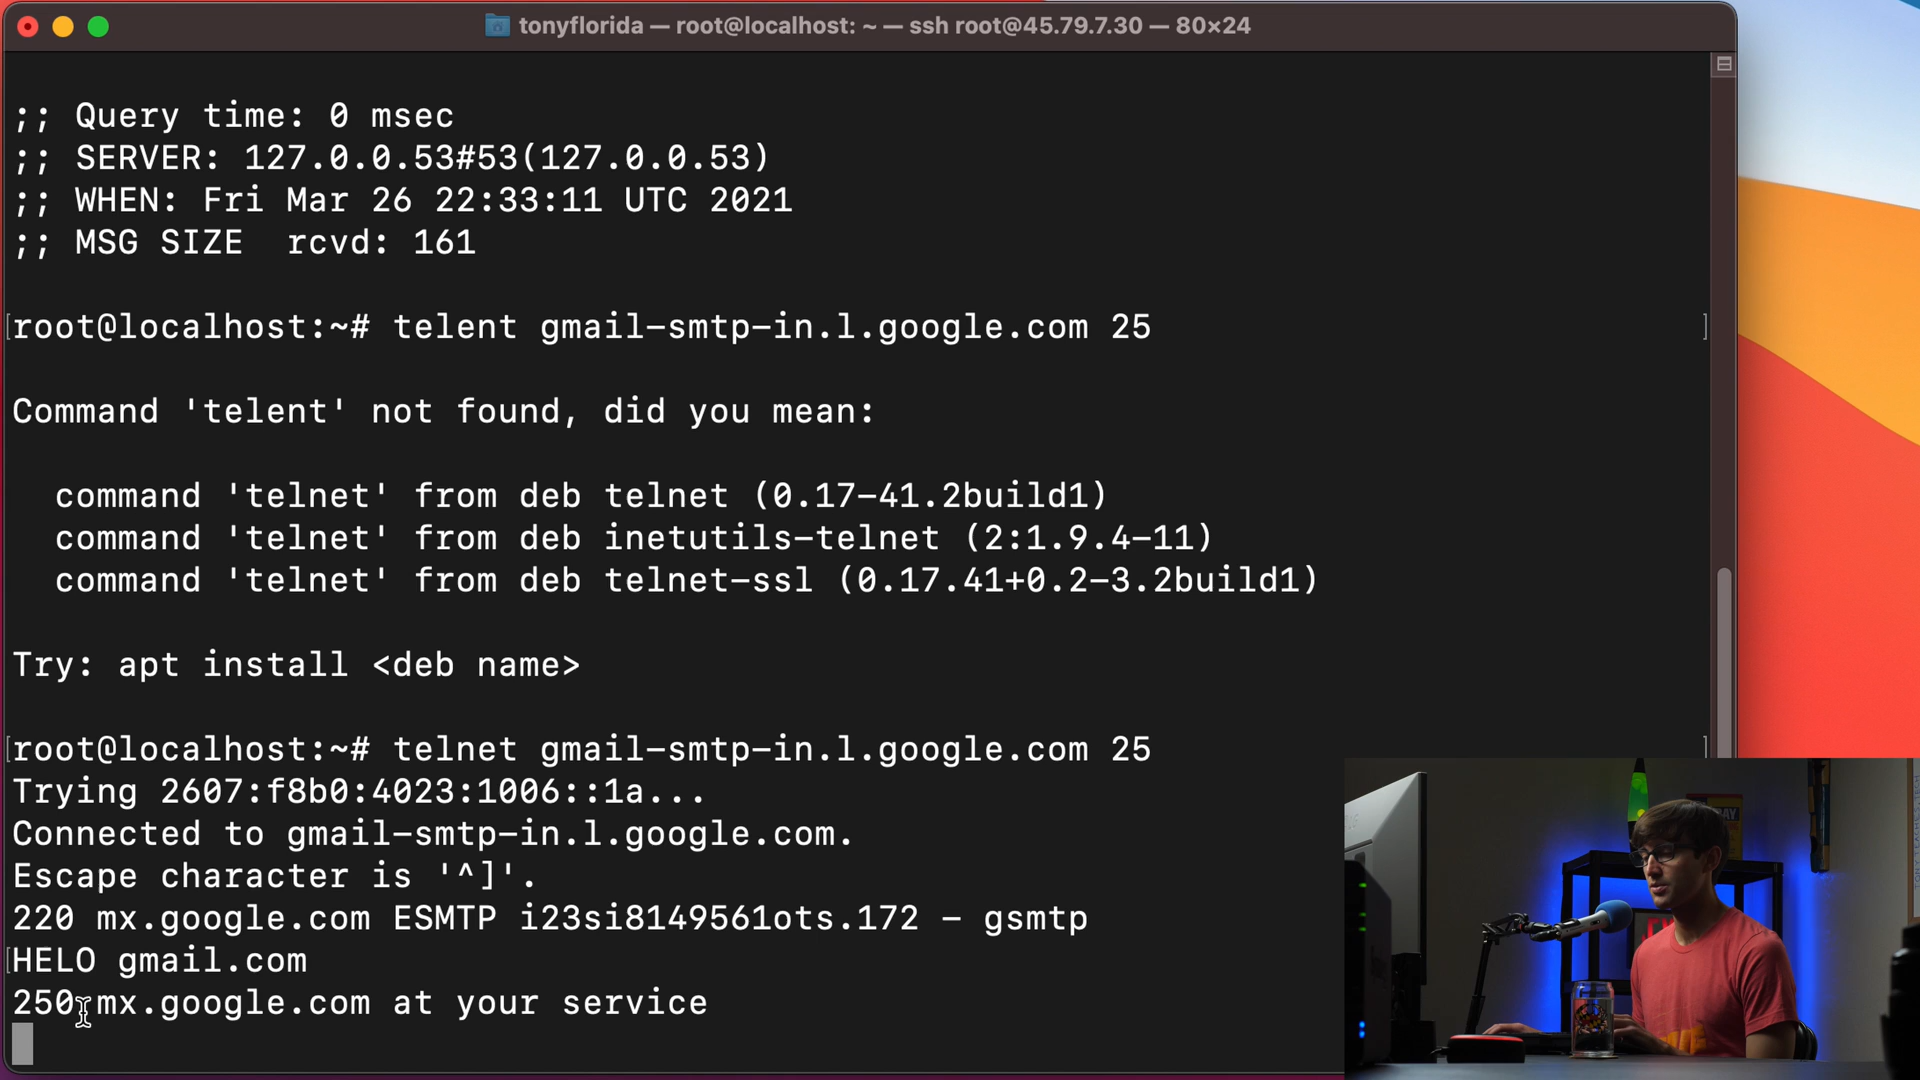 tonyflorida — root@localhost: ~ — ssh root@45.79.7.30 — 80×24
;; Query time: 0 msec
;; SERVER: 127.0.0.53#53(127.0.0.53)
;; WHEN: Fri Mar 26 22:33:11 UTC 2021
;; MSG SIZE  rcvd: 161
[root@localhost:~# telent gmail-smtp-in.l.google.com 25 ]
Command 'telent' not found, did you mean:
command 'telnet' from deb telnet (0.17-41.2build1)
command 'telnet' from deb inetutils-telnet (2:1.9.4-11)
command 'telnet' from deb telnet-ssl (0.17.41+0.2-3.2build1)
Try: apt install <deb name>
[root@localhost:~# telnet gmail-smtp-in.l.google.com 25 ]
Trying 2607:f8b0:4023:1006::1a...
Connected to gmail-smtp-in.l.google.com.
Escape character is '^]'.
220 mx.google.com ESMTP i23si8149561ots.172 - gsmtp
[HELO gmail.com
250 mx.google.com at your service